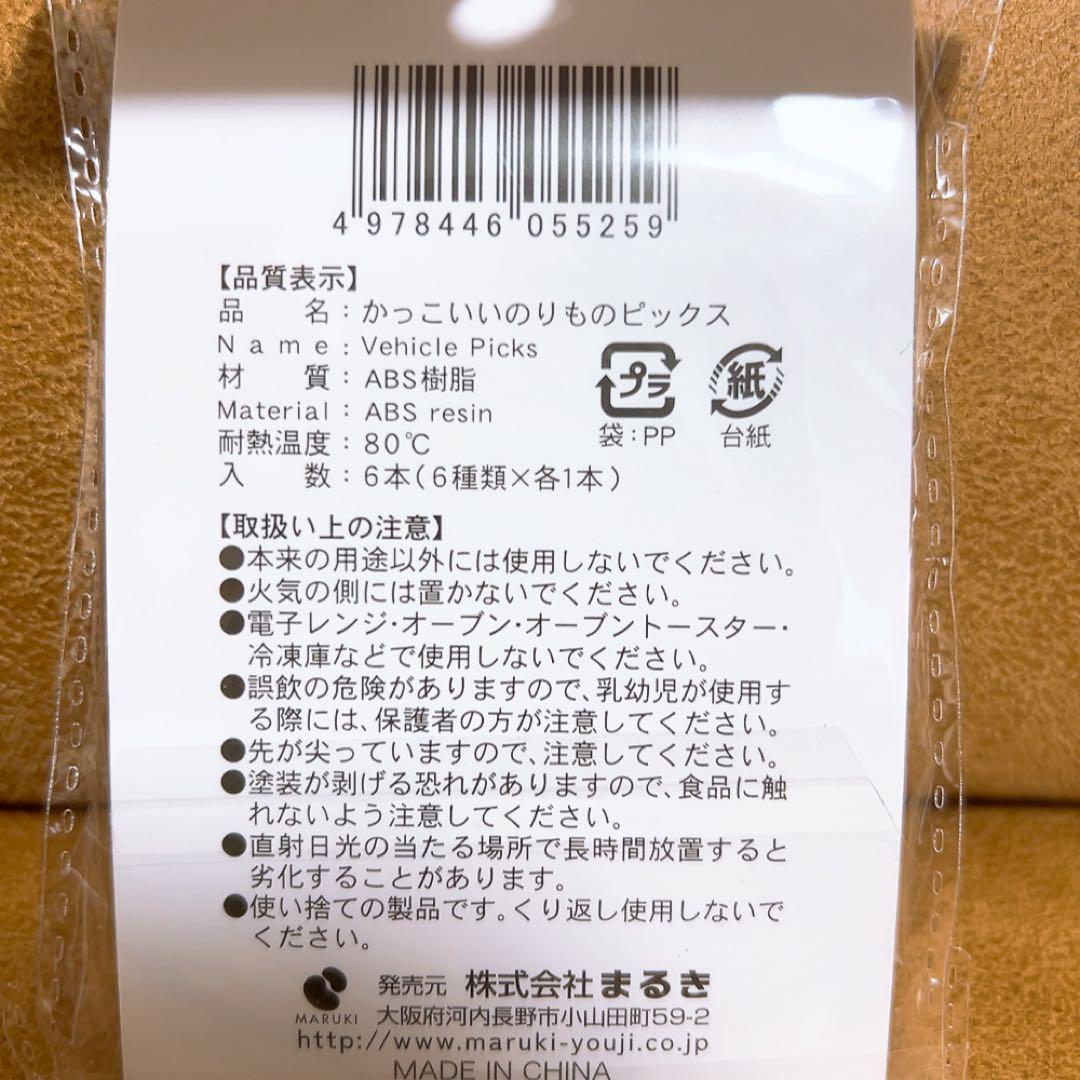 4 978446 055259
【品質表示】
品 名：かっこいいのりものピックス
Name：Vehicle Picks
材 質：ABS樹脂
Material：ABS resin
耐熱温度：80℃
入 数：6本(6種類×各1本)
プラ
袋：PP
紙
台紙
【取扱い上の注意】
●本来の用途以外には使用しないでください。
●火気の側には置かないでください。
●電子レンジ・オーブン・オーブントースター・
冷凍庫などで使用しないでください。
●誤飲の危険がありますので、乳幼児が使用す
る際には、保護者の方が注意してください。
●先が尖っていますので、注意してください。
●塗装が剥げる恐れがありますので、食品に触
れないよう注意してください。
●直射日光の当たる場所で長時間放置すると
劣化することがあります。
●使い捨ての製品です。くり返し使用しないで
ください。
MARUKI
発売元 株式会社まるき
大阪府河内長野市小山田町59-2
http://www.maruki-youji.co.jp
MADE IN CHINA